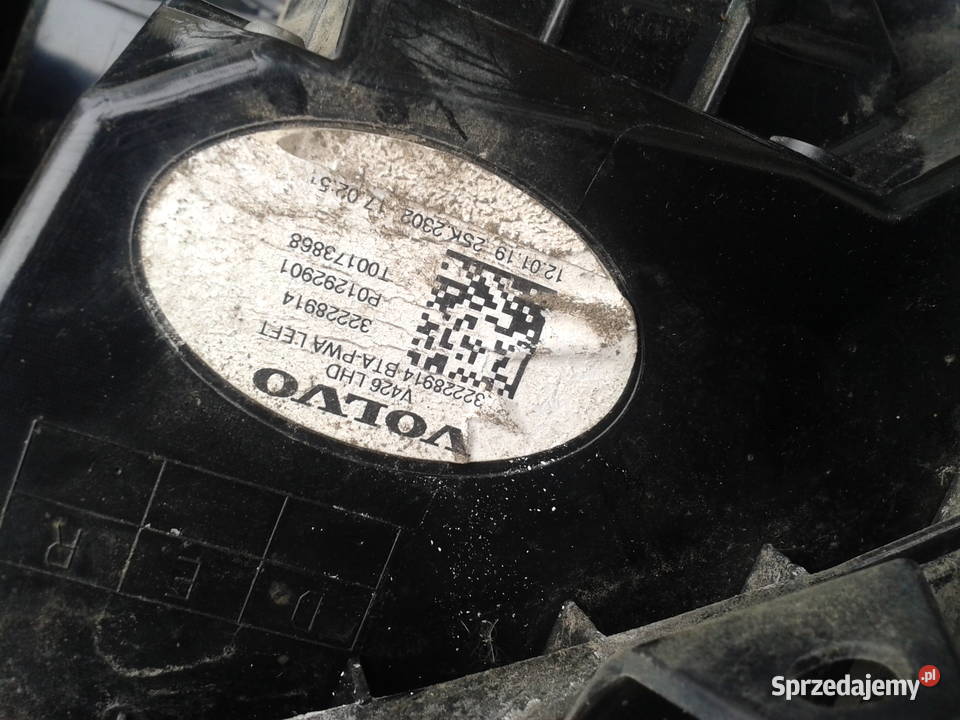 VOLVO
V426 LHD
32228914-BTA-PWA LEFT
32228914
P01292901
T00173868
12.01.19 2SK 2302 17:02:51
U E R
Sprzedajemy.pl